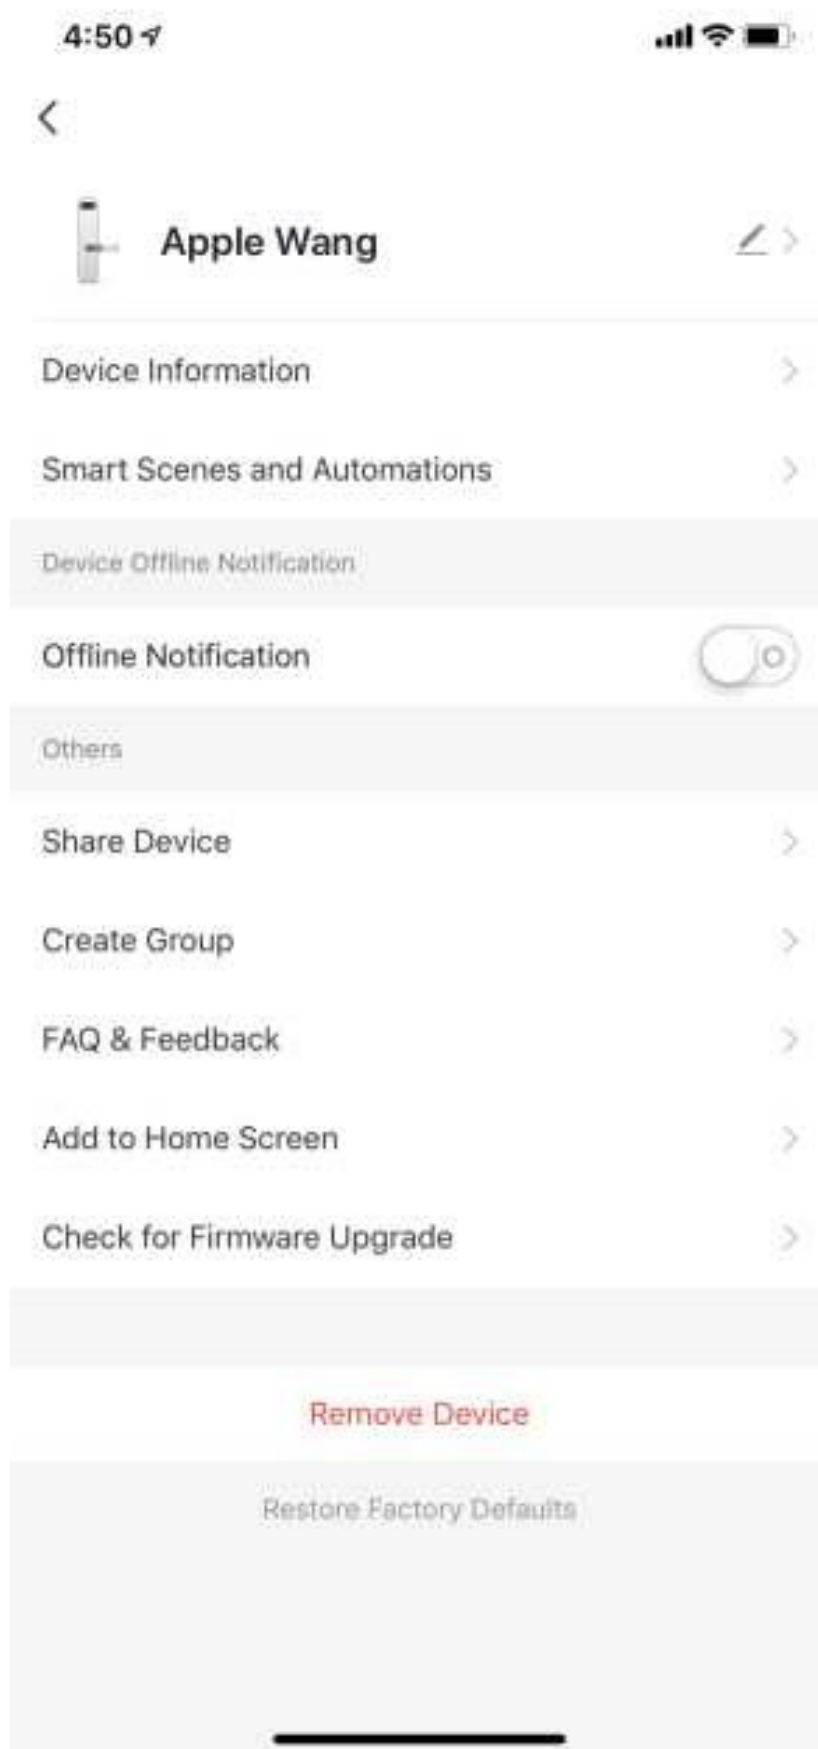 4:50
Apple Wang
Device Information
Smart Scenes and Automations
Device Offline Notification
Offline Notification
Others
Share Device
Create Group
FAQ & Feedback
Add to Home Screen
Check for Firmware Upgrade
Remove Device
Restore Factory Defaults